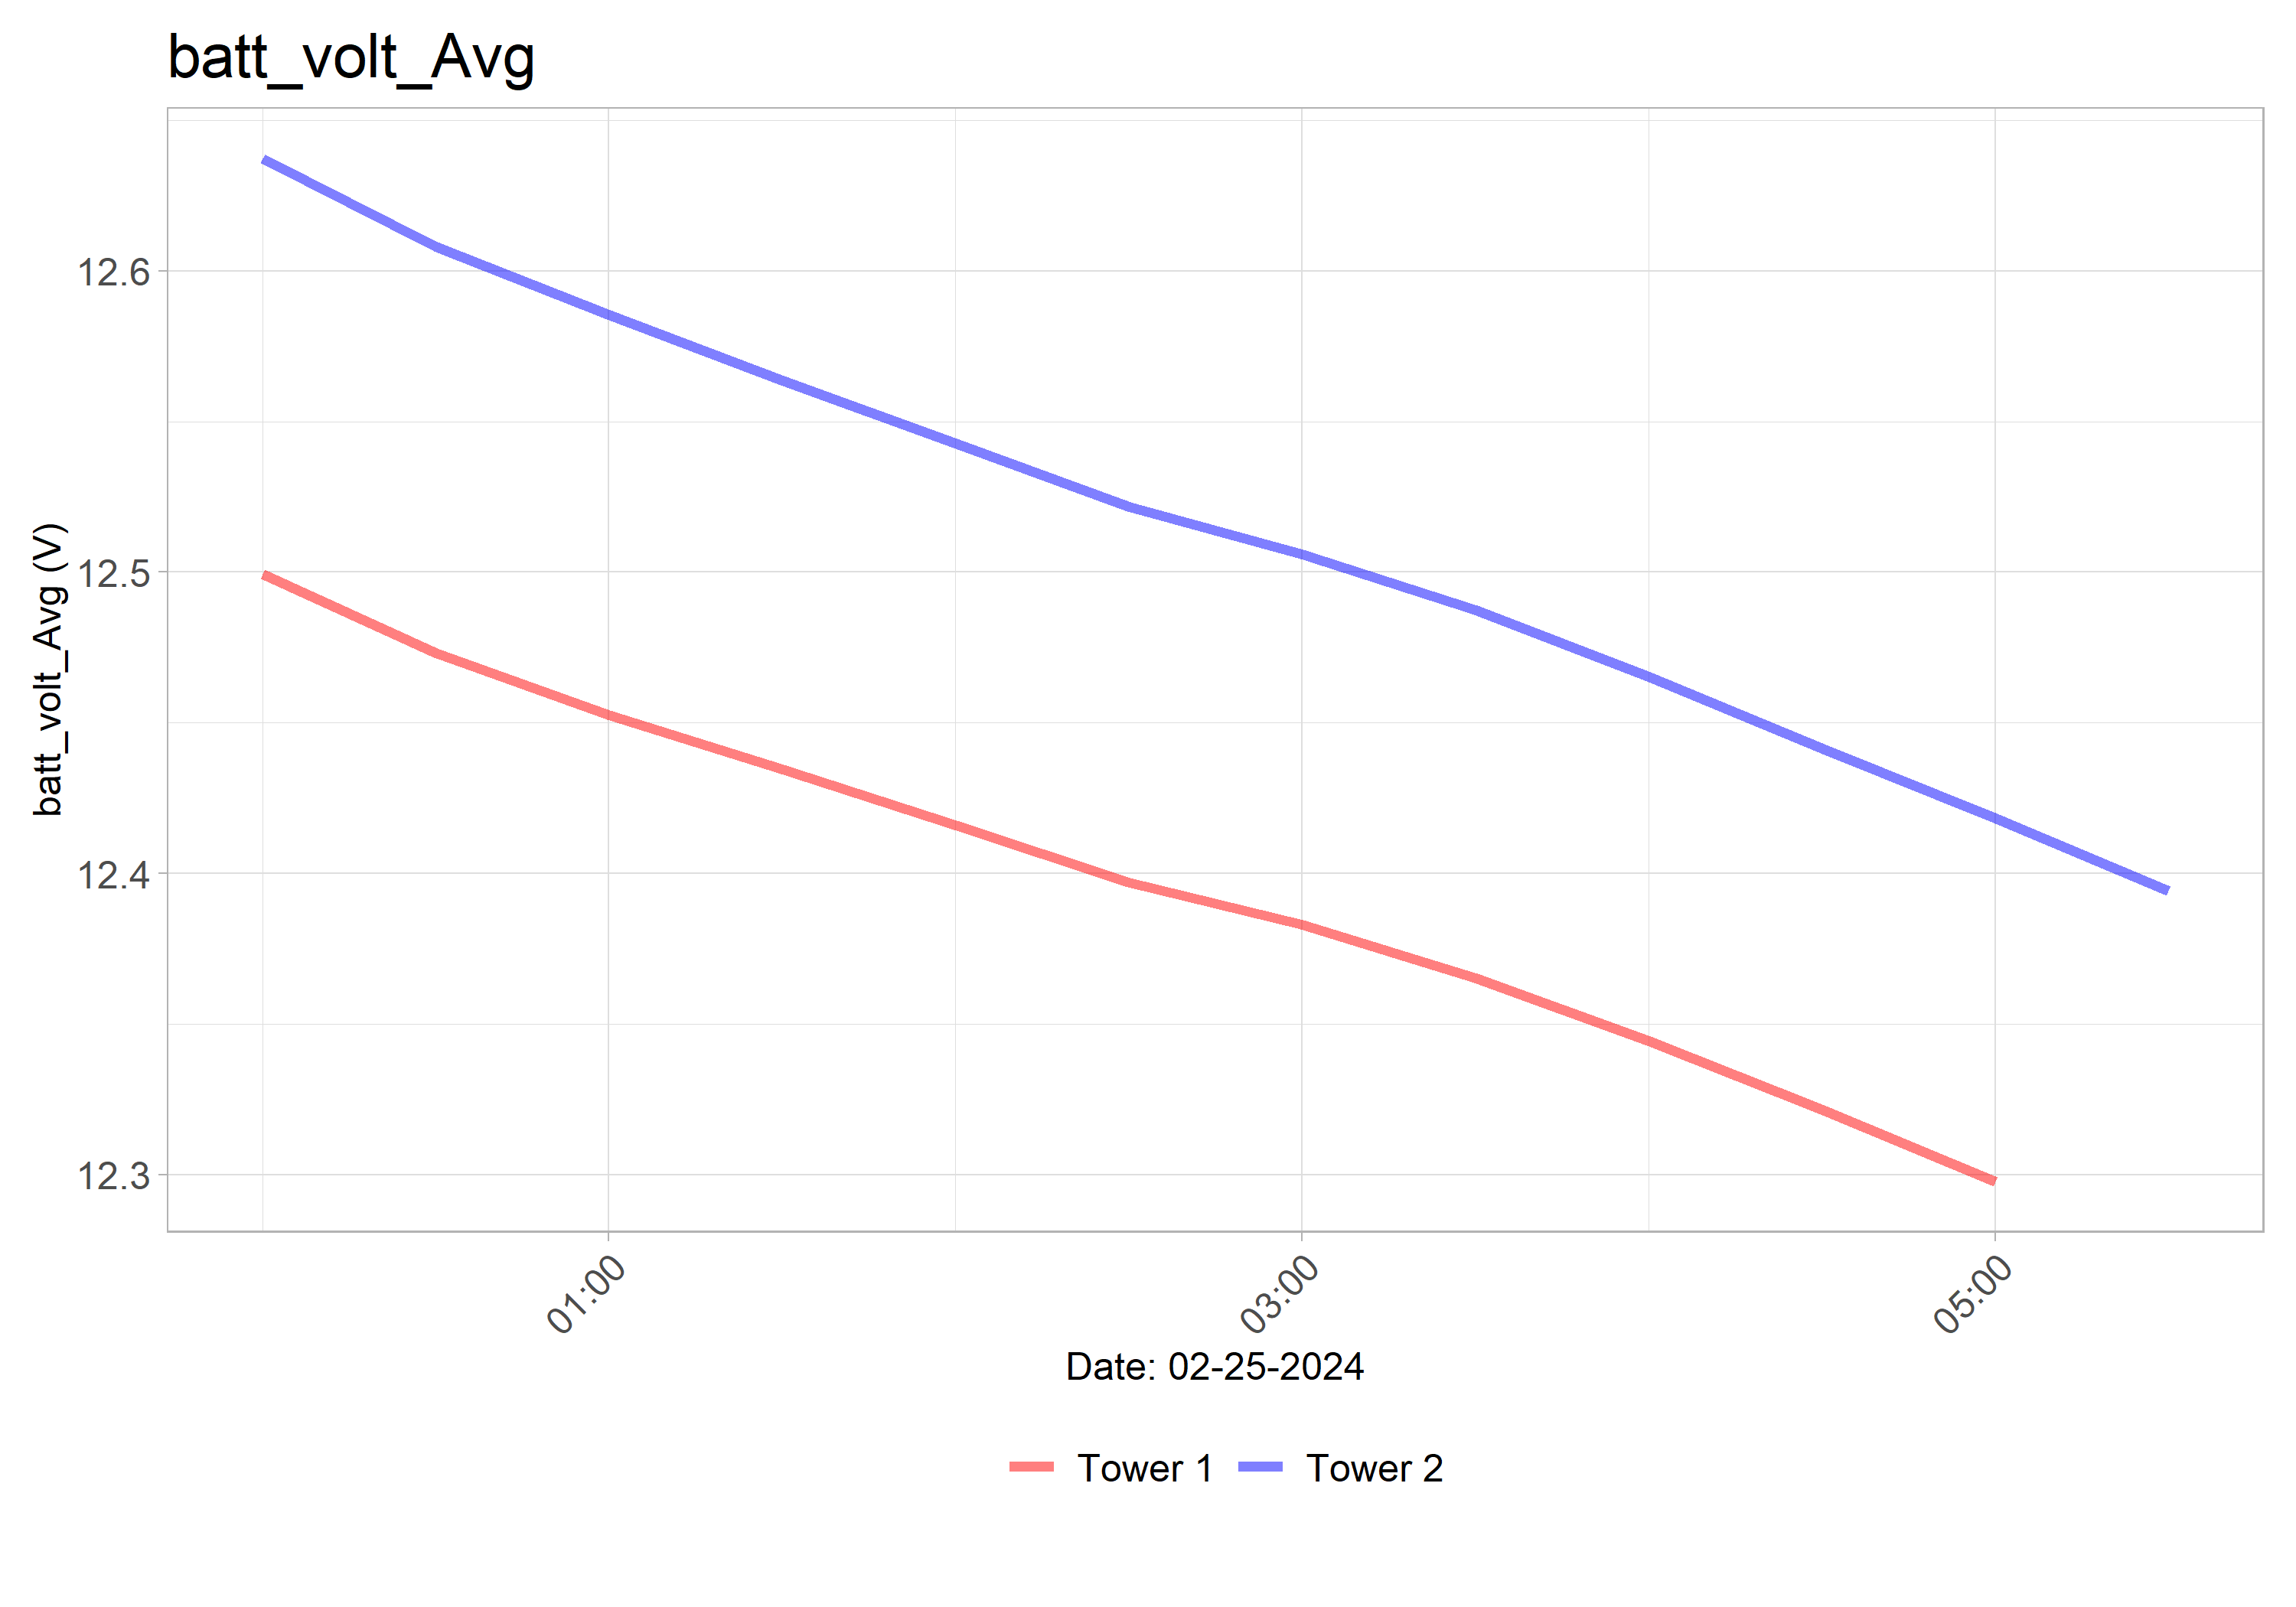 batt_volt_Avg
batt_volt_Avg (V)
12.6
12.5
12.4
12.3
01:00
03:00
05:00
Date: 02-25-2024
Tower 1
Tower 2